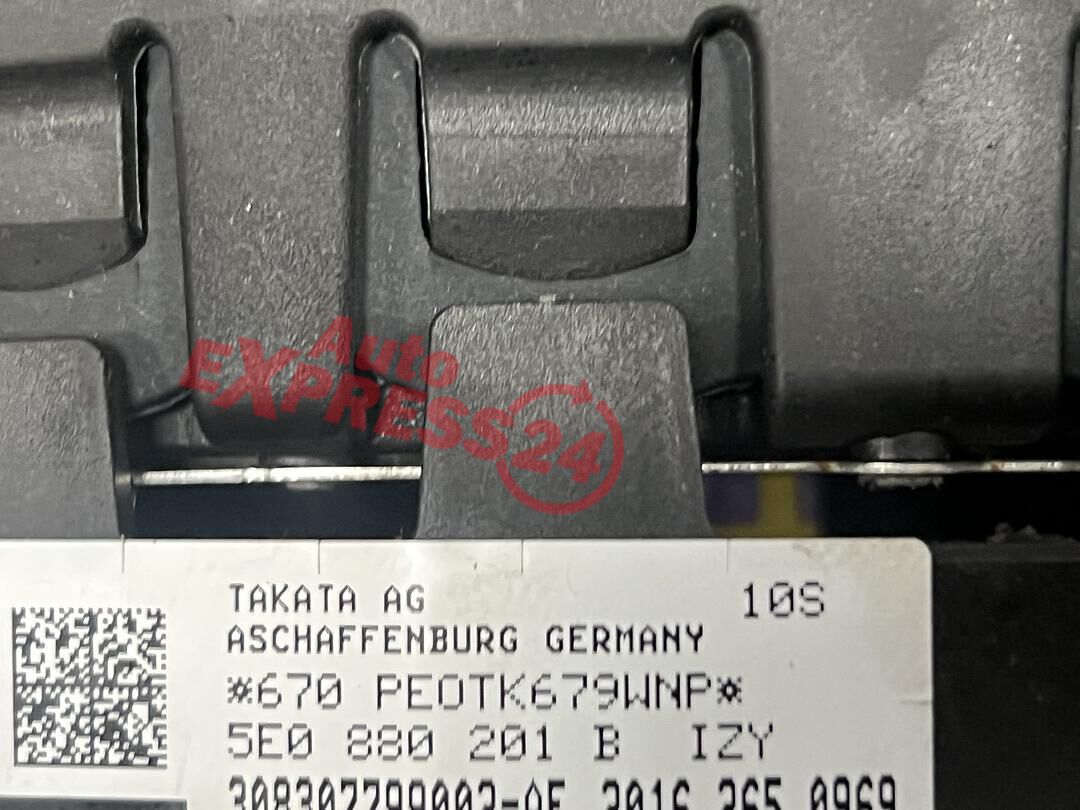 Auto
EXPRESS24
TAKATA AG 10S
ASCHAFFENBURG GERMANY
*670 PEOTK679WNP*
5E0 880 201 B IZY